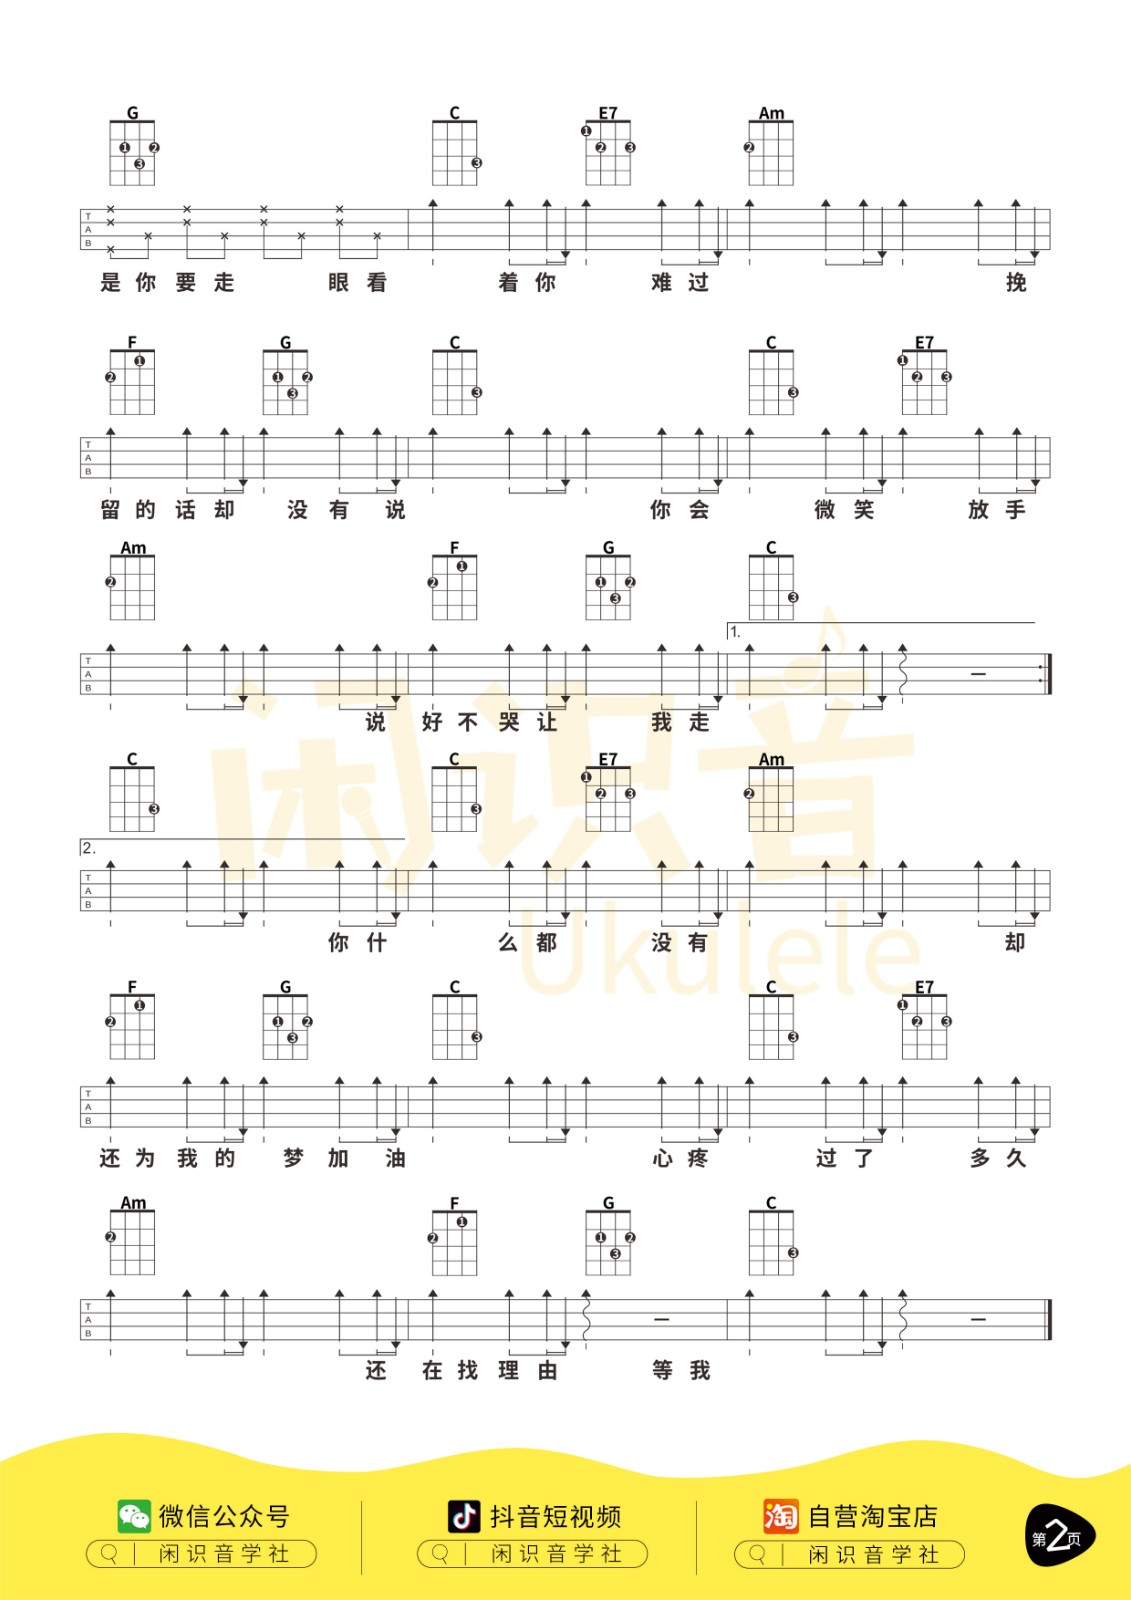 G C E7 Am
T
A
B
是你要走 眼看 着你 难过 挽
F G C C E7
T
A
B
留的话却 没有 说 你会 微笑 放手
Am F G C
1.
T
A
B
说 好不哭让 我走
C C E7 Am
2.
T
A
B
你什 么都 没有 却
F G C C E7
T
A
B
还为我的 梦加 油 心疼 过了 多久
Am F G C
T
A
B
还 在找理由 等我
闲识音
Ukulele
微信公众号 抖音短视频 淘 自营淘宝店
闲识音学社 闲识音学社 闲识音学社
第2页